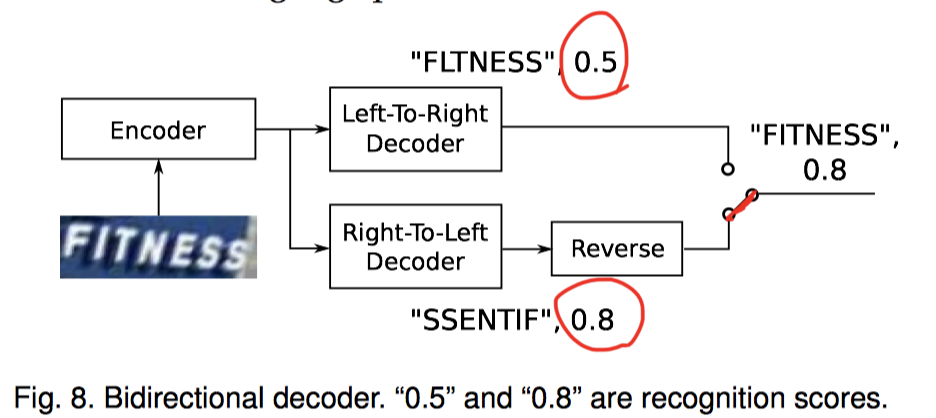 "FLTNESS", 0.5
Left-To-Right
Decoder
Encoder
"FITNESS",
0.8
FITNESS
Right-To-Left
Decoder
Reverse
"SSENTIF", 0.8
Fig. 8. Bidirectional decoder. “0.5” and “0.8” are recognition scores.